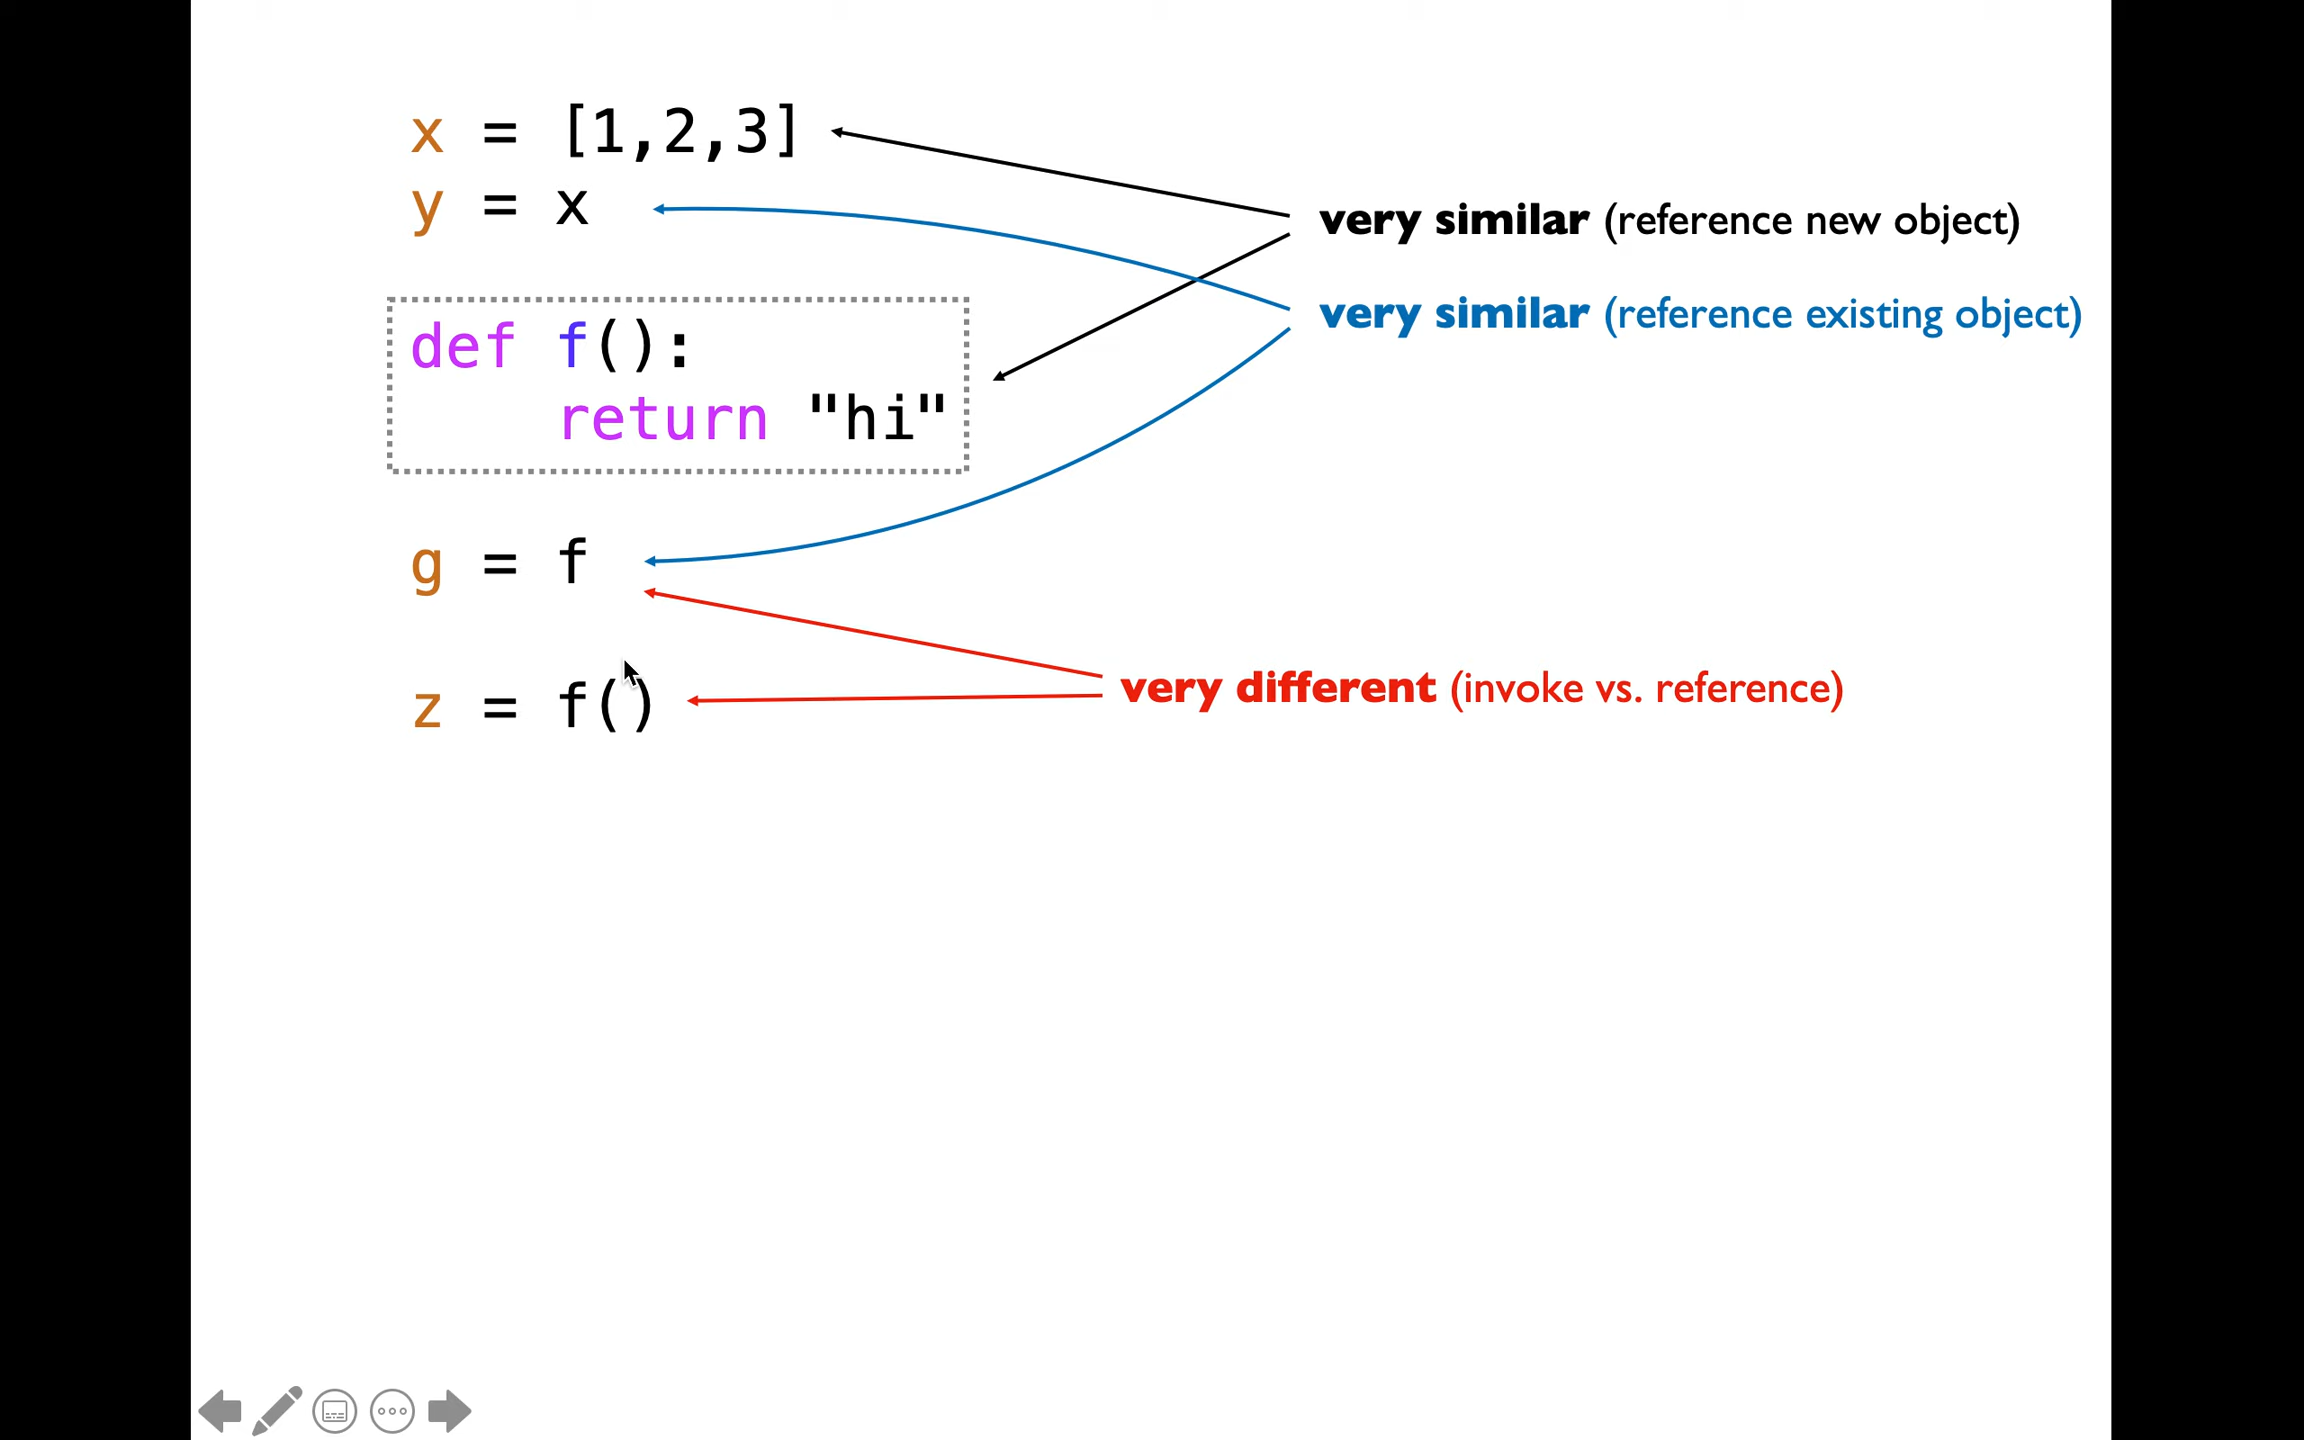 x = [1,2,3]
y = x
very similar (reference new object)
very similar (reference existing object)
def f():
    return "hi"
g = f
z = f()
very different (invoke vs. reference)